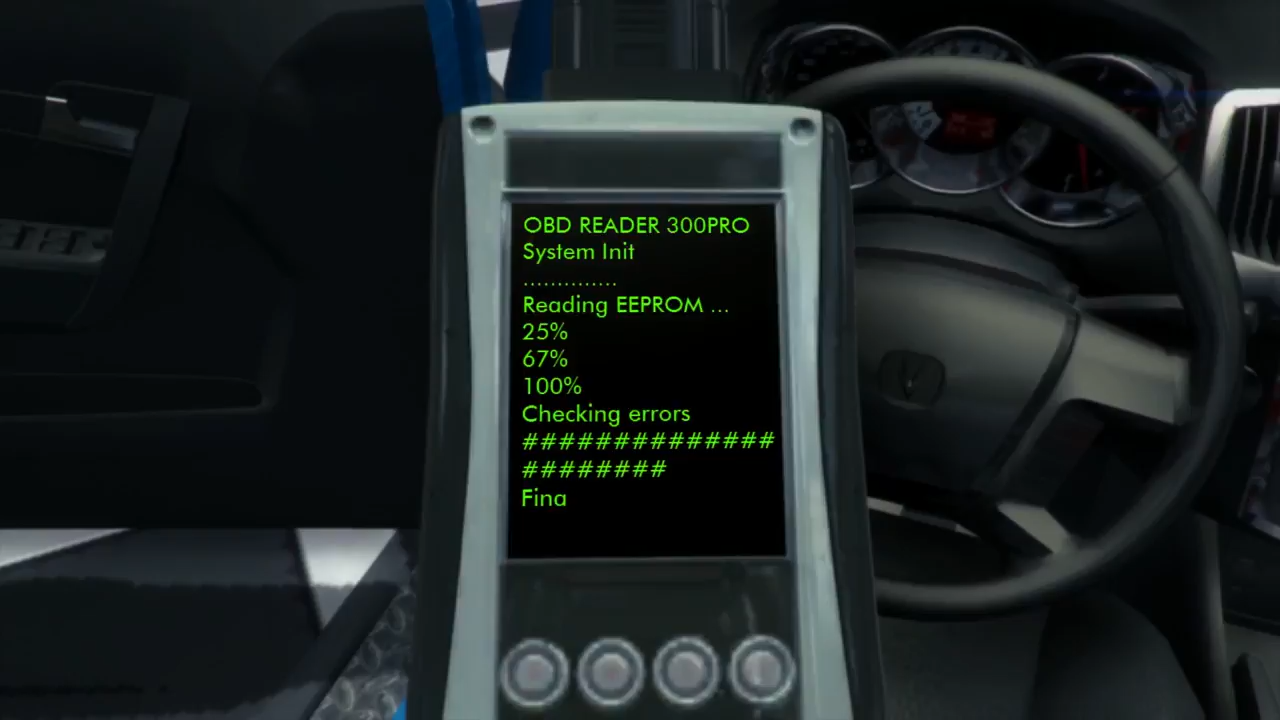 OBD READER 300PRO
System Init
..............
Reading EEPROM ...
25%
67%
100%
Checking errors
##############
########
Fina